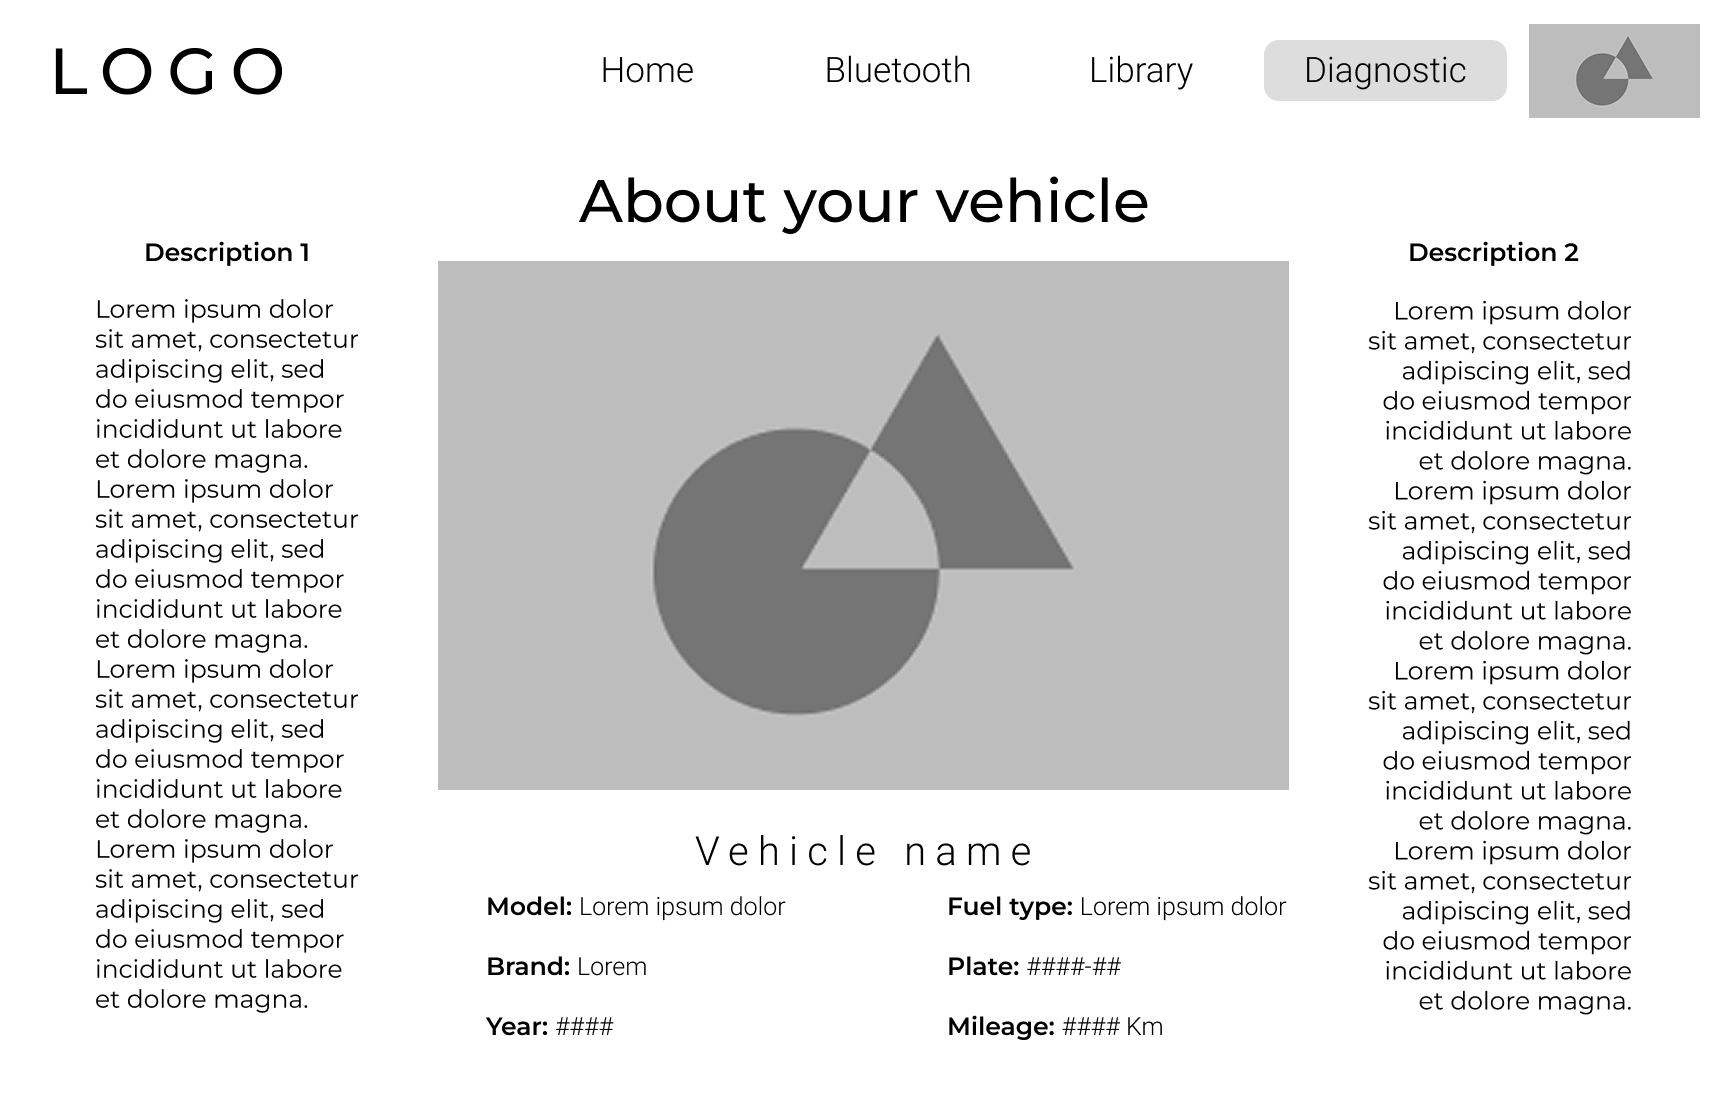 LOGO
Home
Bluetooth
Library
Diagnostic
About your vehicle
Description 1
Lorem ipsum dolor
sit amet, consectetur
adipiscing elit, sed
do eiusmod tempor
incididunt ut labore
et dolore magna.
Lorem ipsum dolor
sit amet, consectetur
adipiscing elit, sed
do eiusmod tempor
incididunt ut labore
et dolore magna.
Lorem ipsum dolor
sit amet, consectetur
adipiscing elit, sed
do eiusmod tempor
incididunt ut labore
et dolore magna.
Lorem ipsum dolor
sit amet, consectetur
adipiscing elit, sed
do eiusmod tempor
incididunt ut labore
et dolore magna.
Vehicle name
Model: Lorem ipsum dolor
Brand: Lorem
Year: ####
Fuel type: Lorem ipsum dolor
Plate: ####-##
Mileage: #### Km
Description 2
Lorem ipsum dolor
sit amet, consectetur
adipiscing elit, sed
do eiusmod tempor
incididunt ut labore
et dolore magna.
Lorem ipsum dolor
sit amet, consectetur
adipiscing elit, sed
do eiusmod tempor
incididunt ut labore
et dolore magna.
Lorem ipsum dolor
sit amet, consectetur
adipiscing elit, sed
do eiusmod tempor
incididunt ut labore
et dolore magna.
Lorem ipsum dolor
sit amet, consectetur
adipiscing elit, sed
do eiusmod tempor
incididunt ut labore
et dolore magna.